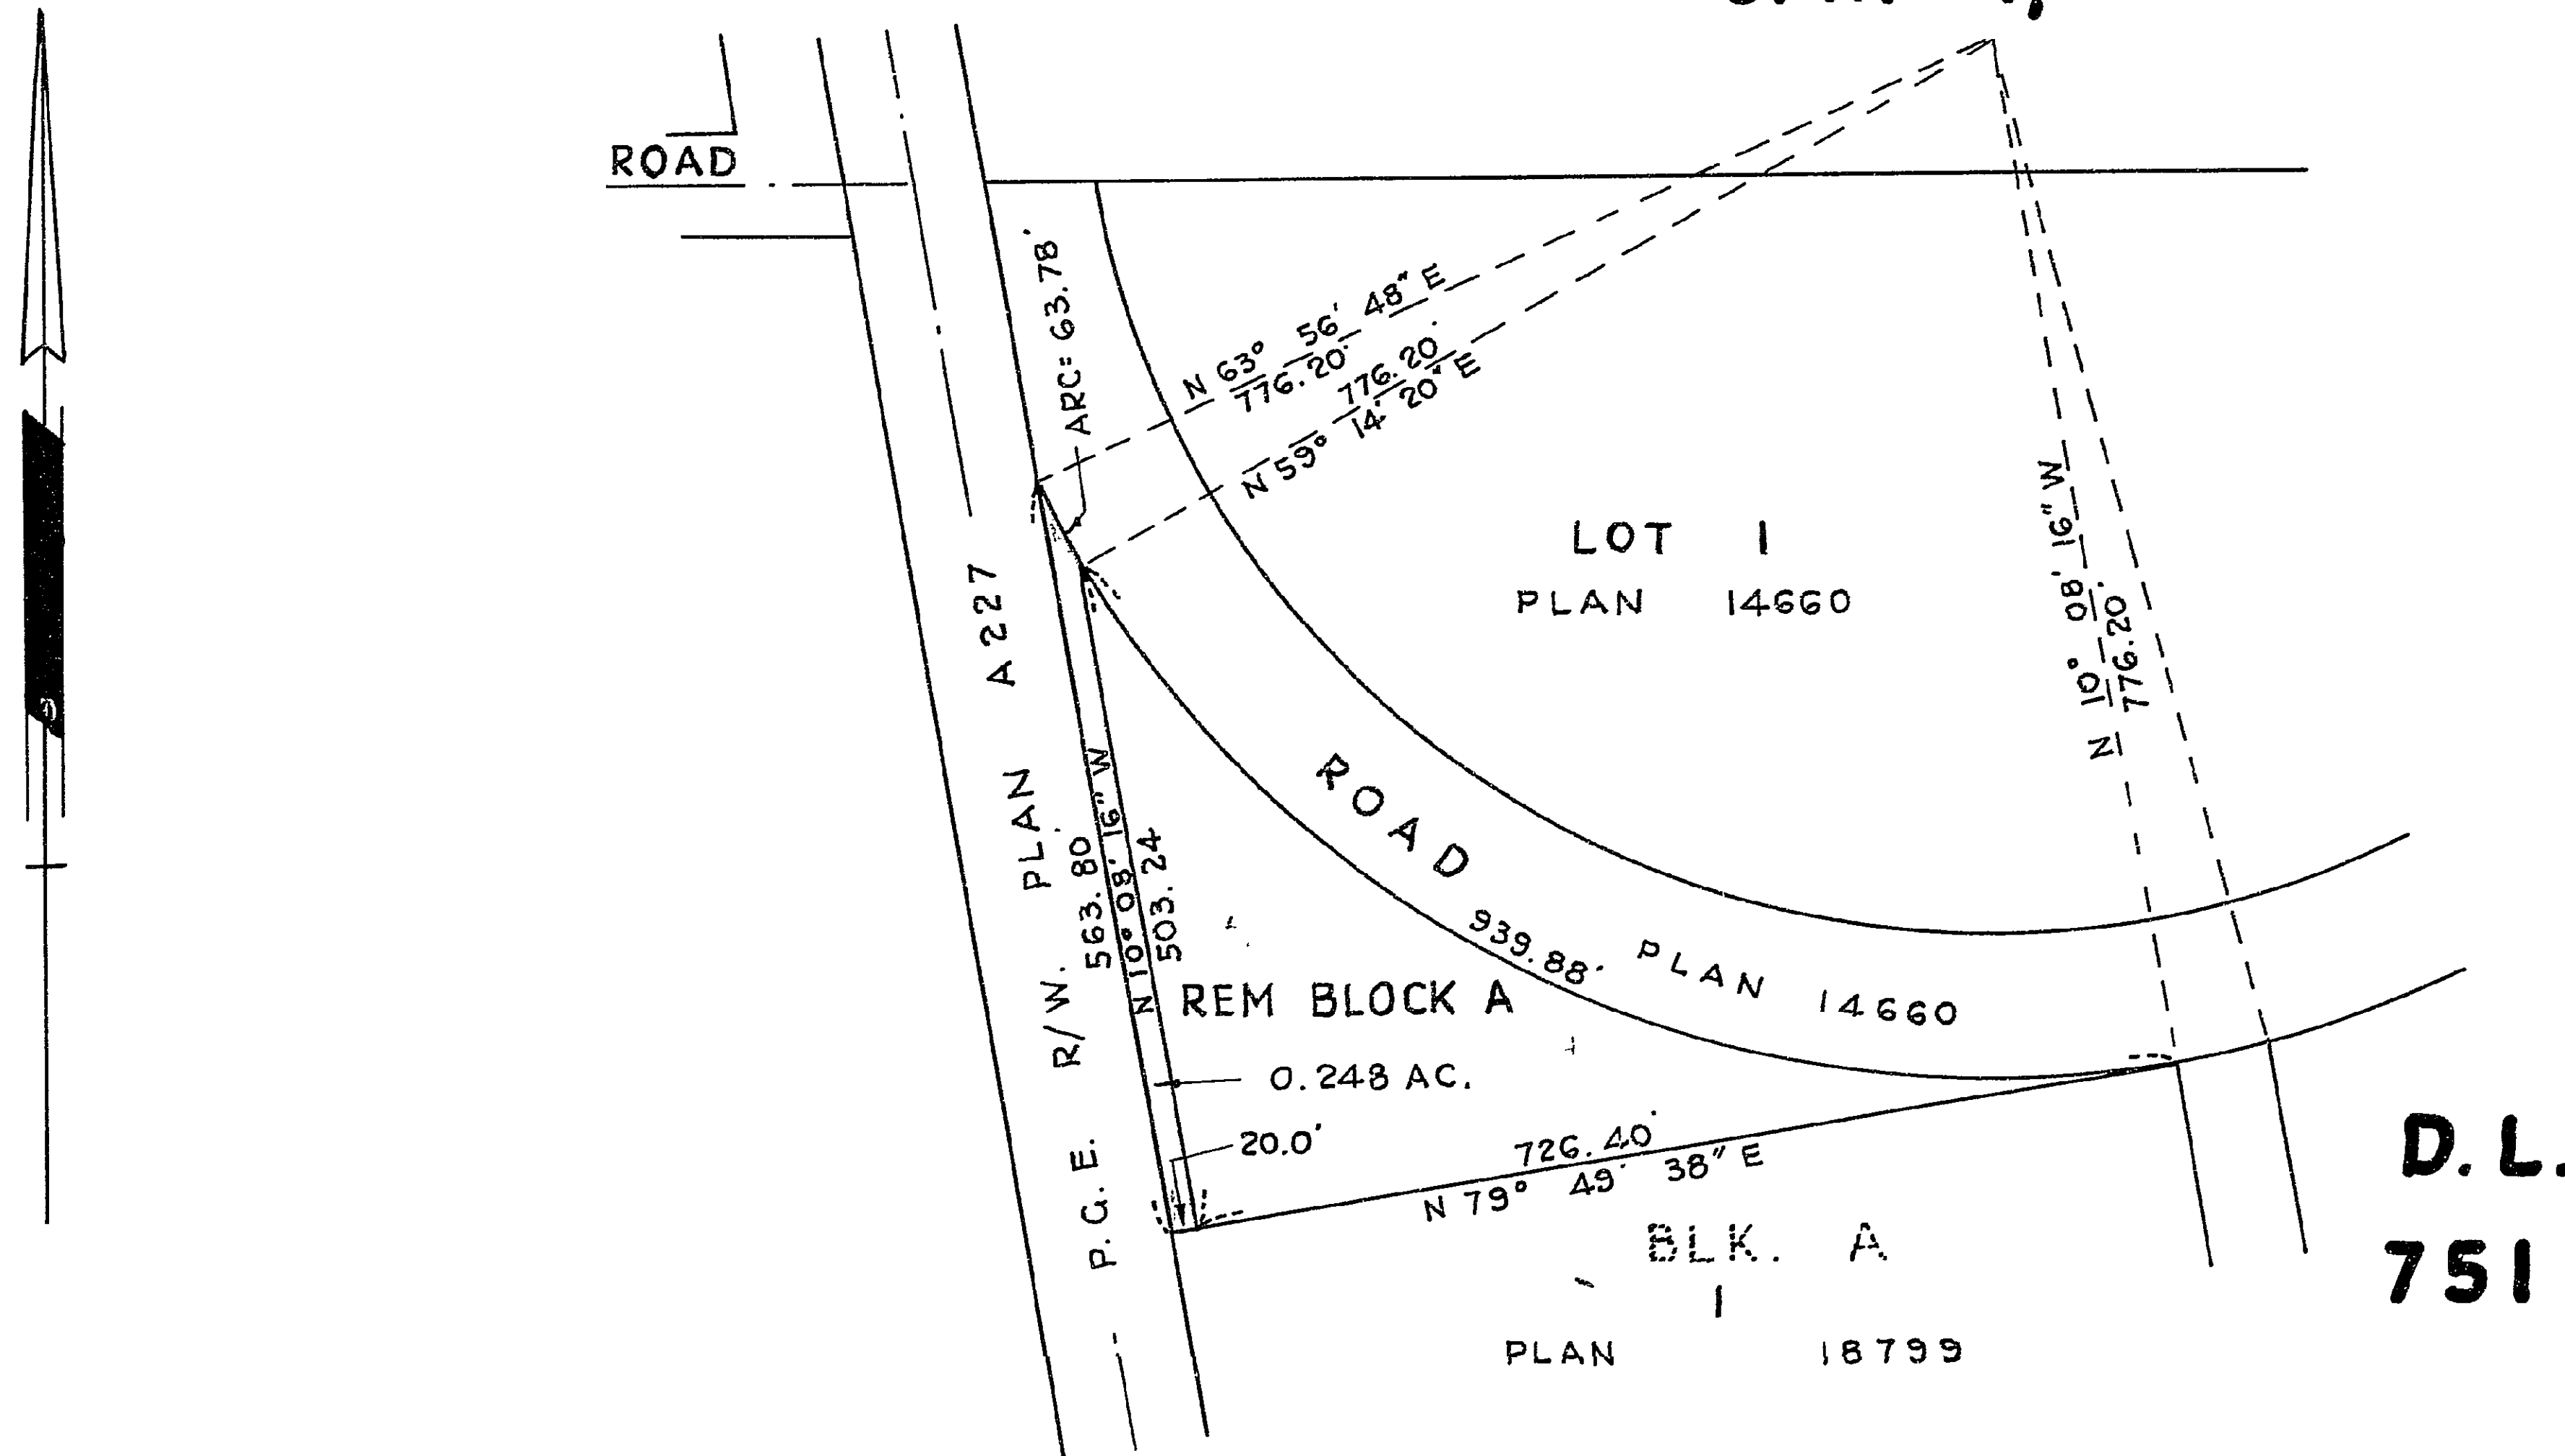 ROAD
ARC= 63.78'
N 63° 56' 48" E
776.20'
776.20'
N 59° 14' 20" E
N 10° 08' 16" W
776.20'
LOT 1
PLAN 14660
P.G.E. R/W. PLAN A227
563.80
N 10° 08' 16" W
503.24
ROAD
939.88'
PLAN 14660
REM BLOCK A
0.248 AC.
20.0'
726.40'
N 79° 49' 38" E
BLK. A
1
PLAN 18799
D.L.
751